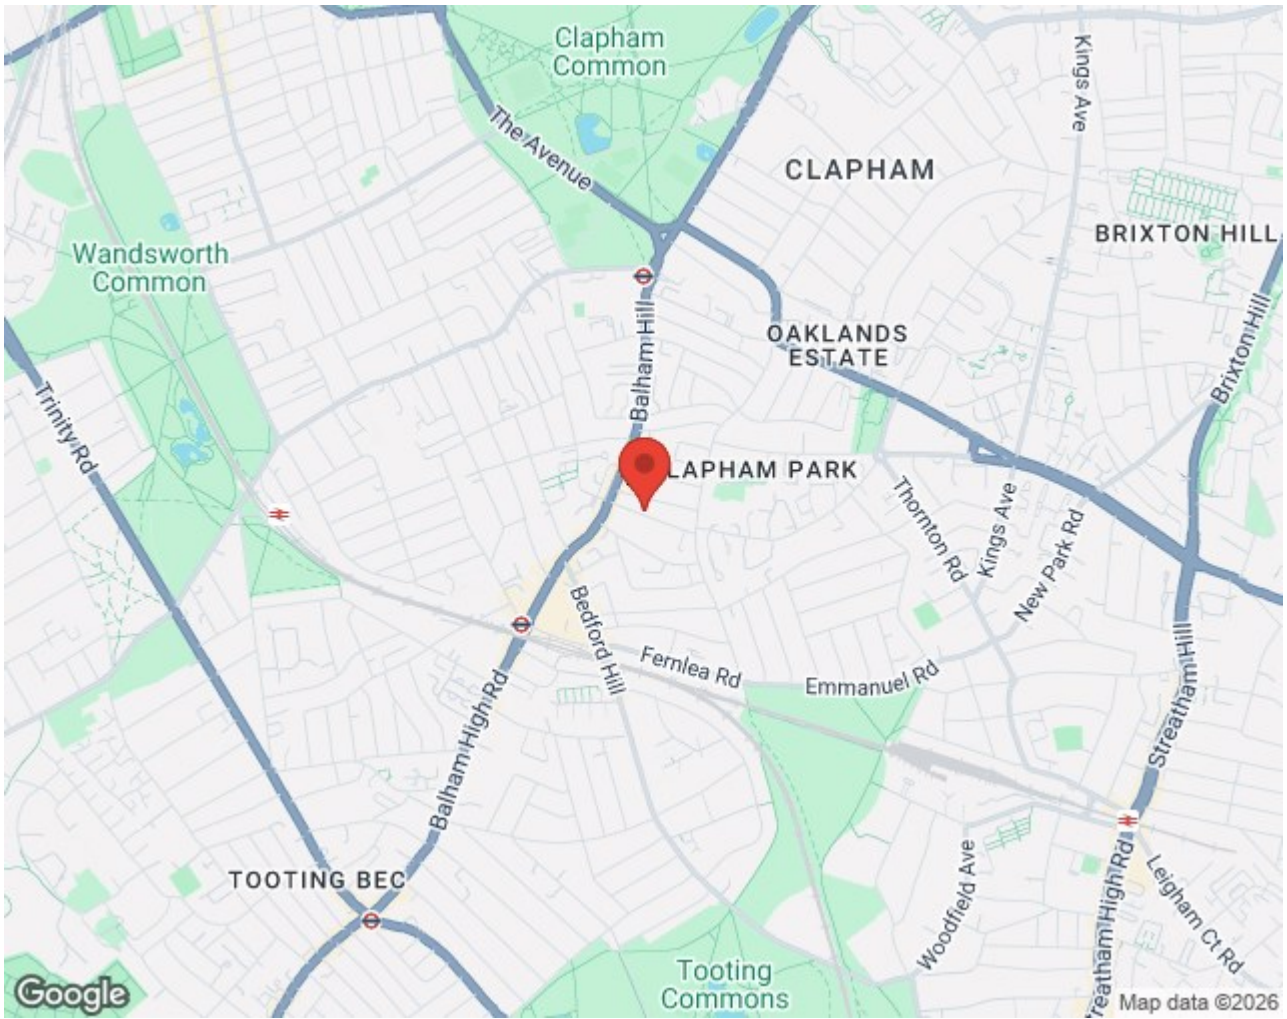 Clapham
Common
Kings Ave
The Avenue
CLAPHAM
BRIXTON HILL
Wandsworth
Common
Balham Hill
OAKLANDS
ESTATE
Brixton Hill
Trinity Rd
LAPHAM PARK
Thornton Rd
Kings Ave
New Park Rd
Bedford Hill
Fernlea Rd
Emmanuel Rd
Streatham Hill
Balham High Rd
TOOTING BEC
Woodfield Ave
Leigham Ct Rd
treatham High Rd
Tooting
Commons
Google
Map data ©2026